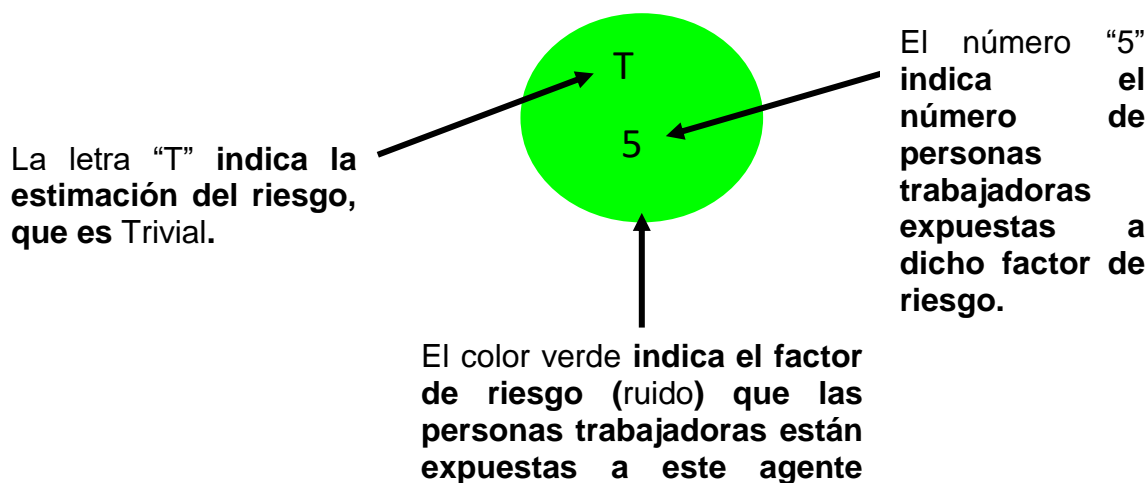 T
5
La letra “T” indica la
estimación del riesgo,
que es Trivial.
El número “5”
indica el
número de
personas
trabajadoras
expuestas a
dicho factor de
riesgo.
El color verde indica el factor
de riesgo (ruido) que las
personas trabajadoras están
expuestas a este agente